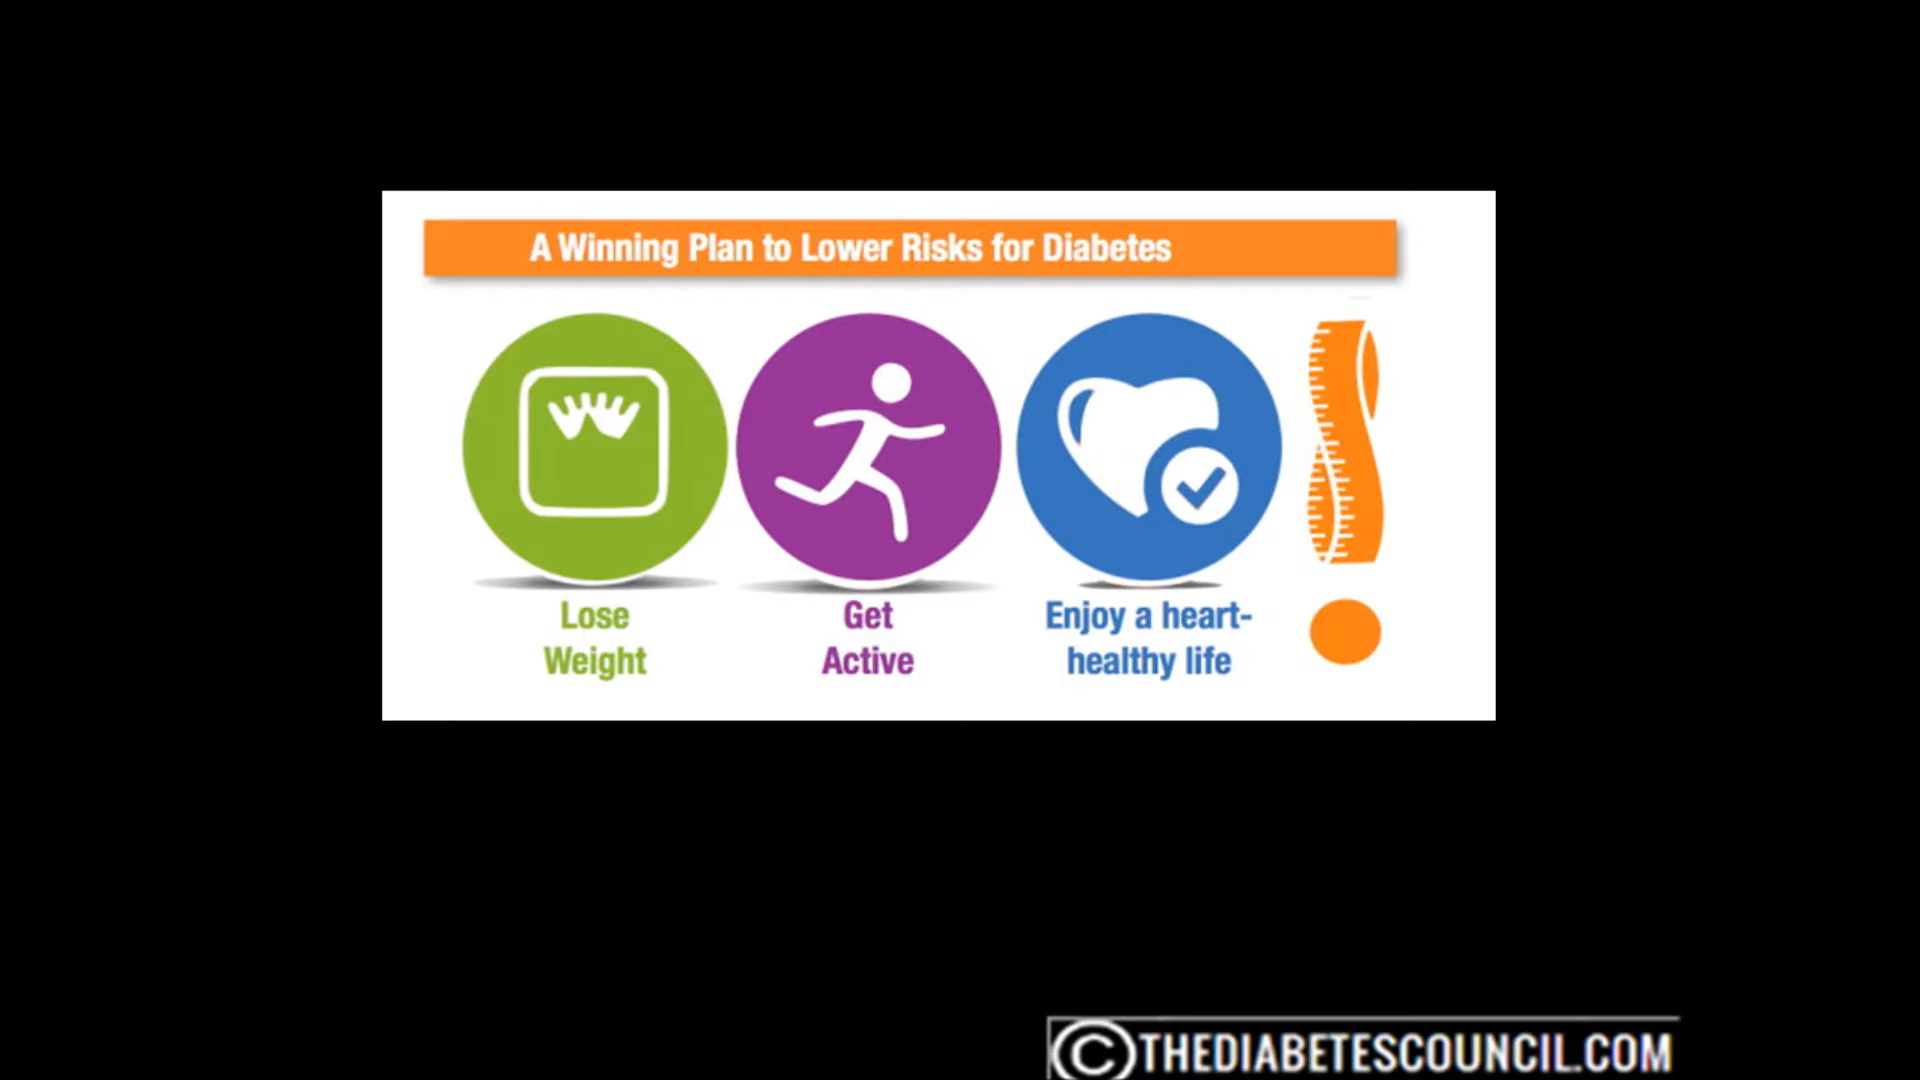 A Winning Plan to Lower Risks for Diabetes
Lose
Weight
Get
Active
Enjoy a heart-
healthy life
©THEDIABETESCOUNCIL.COM